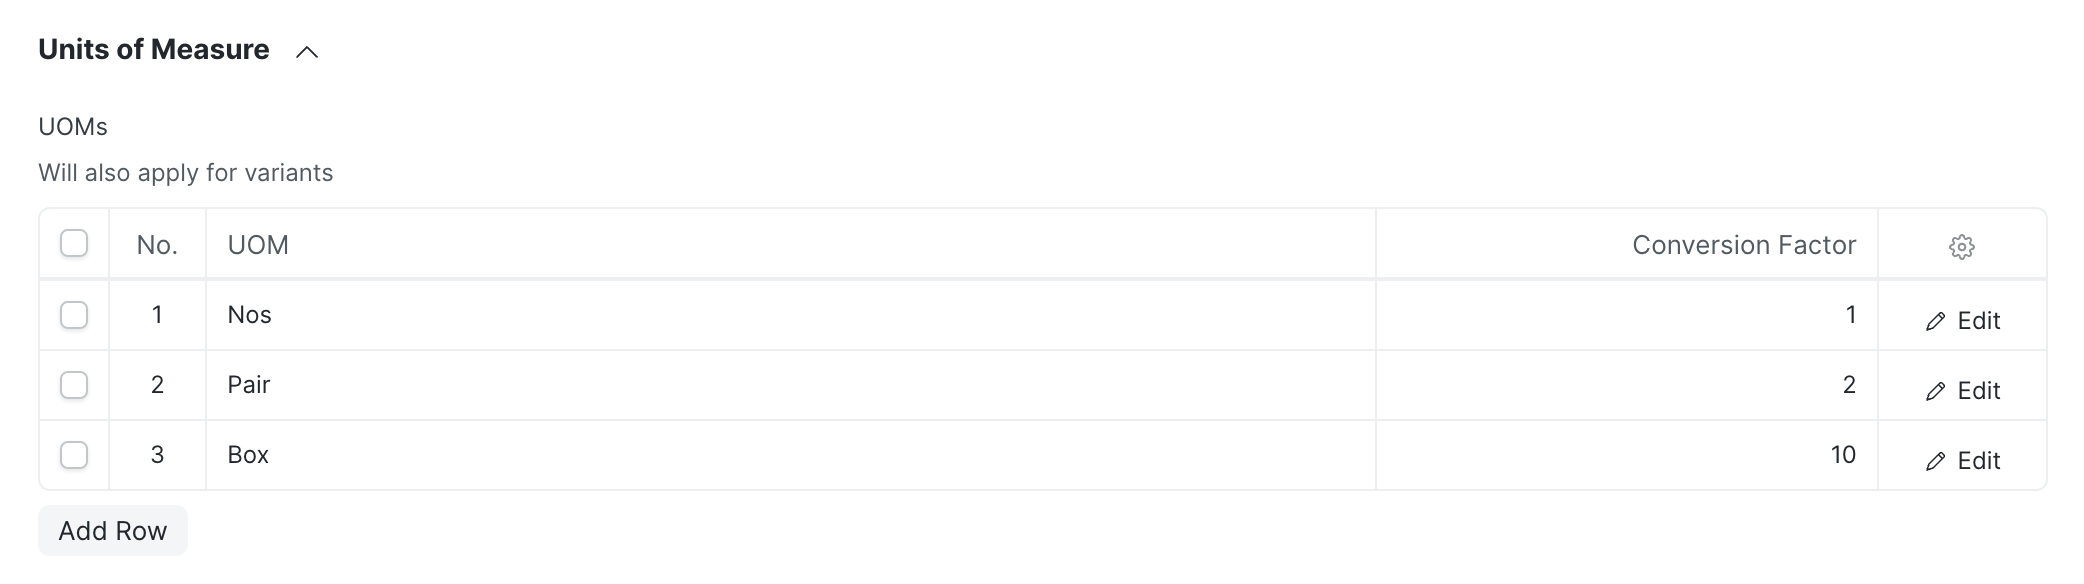 Units of Measure
UOMs
Will also apply for variants
No. UOM Conversion Factor
1 Nos 1 Edit
2 Pair 2 Edit
3 Box 10 Edit
Add Row